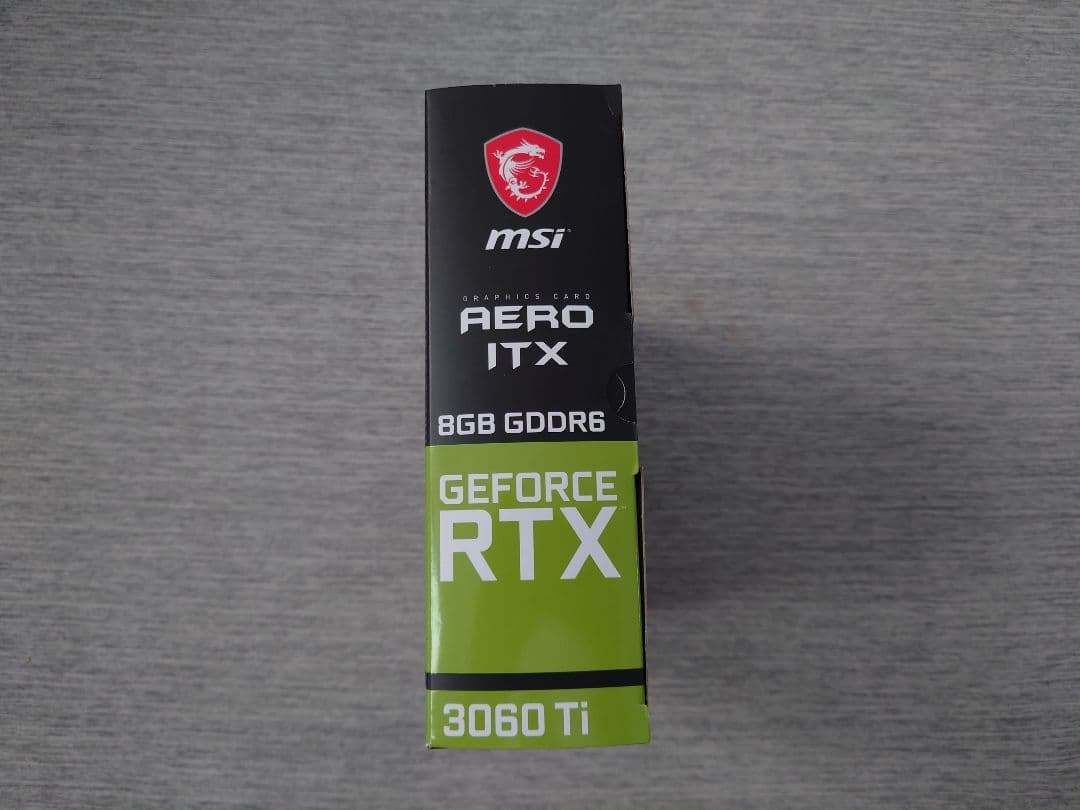 msi
GRAPHICS CARD
AERO
ITX
8GB GDDR6
GEFORCE
RTX
3060 Ti